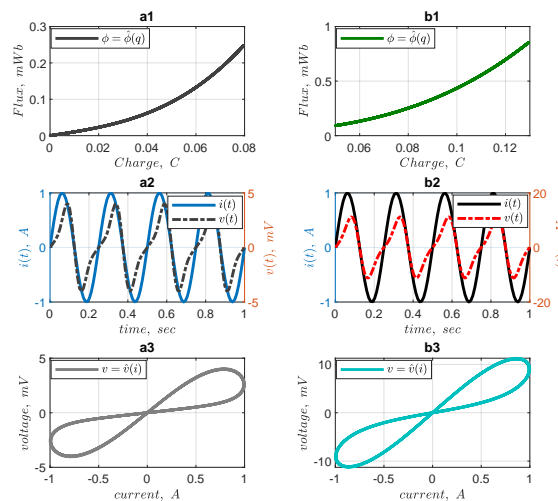 a1
0.3
0.2
0.1
0
Flux, mWb
ϕ = ϕ̂(q)
0 0.02 0.04 0.06 0.08
Charge, C
b1
1
0.5
0
Flux, mWb
ϕ = ϕ̂(q)
0.06 0.08 0.1 0.12
Charge, C
a2
1
0
-1
i(t), A
i(t)
v(t)
5
0
-5
v(t), mV
0 0.2 0.4 0.6 0.8 1
time, sec
b2
1
0
-1
i(t), A
i(t)
v(t)
20
0
-20
0 0.2 0.4 0.6 0.8 1
time, sec
a3
5
0
-5
voltage, mV
v = v̂(i)
-1 -0.5 0 0.5 1
current, A
b3
10
0
-10
voltage, mV
v = v̂(i)
-1 -0.5 0 0.5 1
current, A